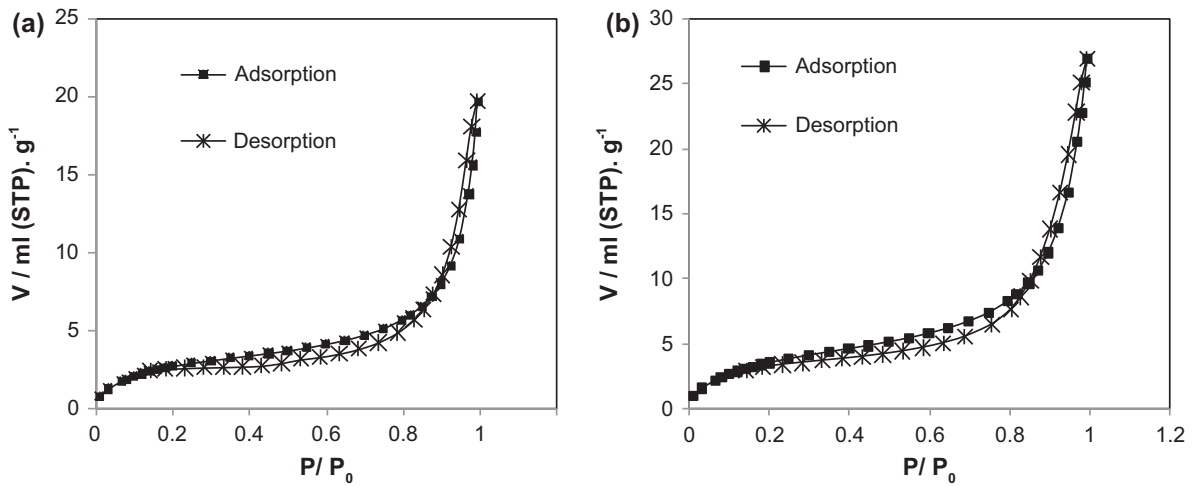 (a)
25
20
15
10
5
0
0 0.2 0.4 0.6 0.8 1
V / ml (STP). g⁻¹
P/ P₀
Adsorption
Desorption
(b)
30
25
20
15
10
5
0
0 0.2 0.4 0.6 0.8 1 1.2
V / ml (STP). g⁻¹
P/ P₀
Adsorption
Desorption